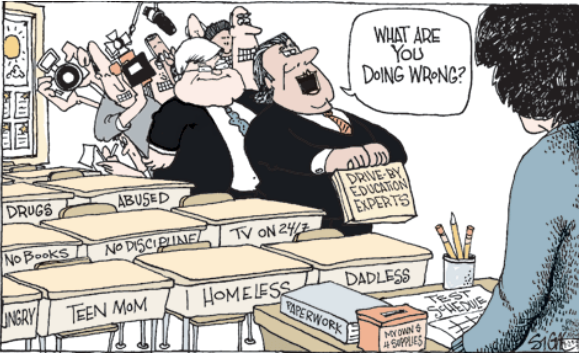 WHAT ARE
YOU
DOING WRONG?
DRIVE-BY
EDUCATION
EXPERTS
DRUGS
ABUSED
NO BOOKS
NO DISCIPLINE
TV ON 24/7
UNGRY
TEEN MOM
HOMELESS
DADLESS
PAPERWORK
MY OWN $
4 SUPPLIES
TEST
SCHEDULE